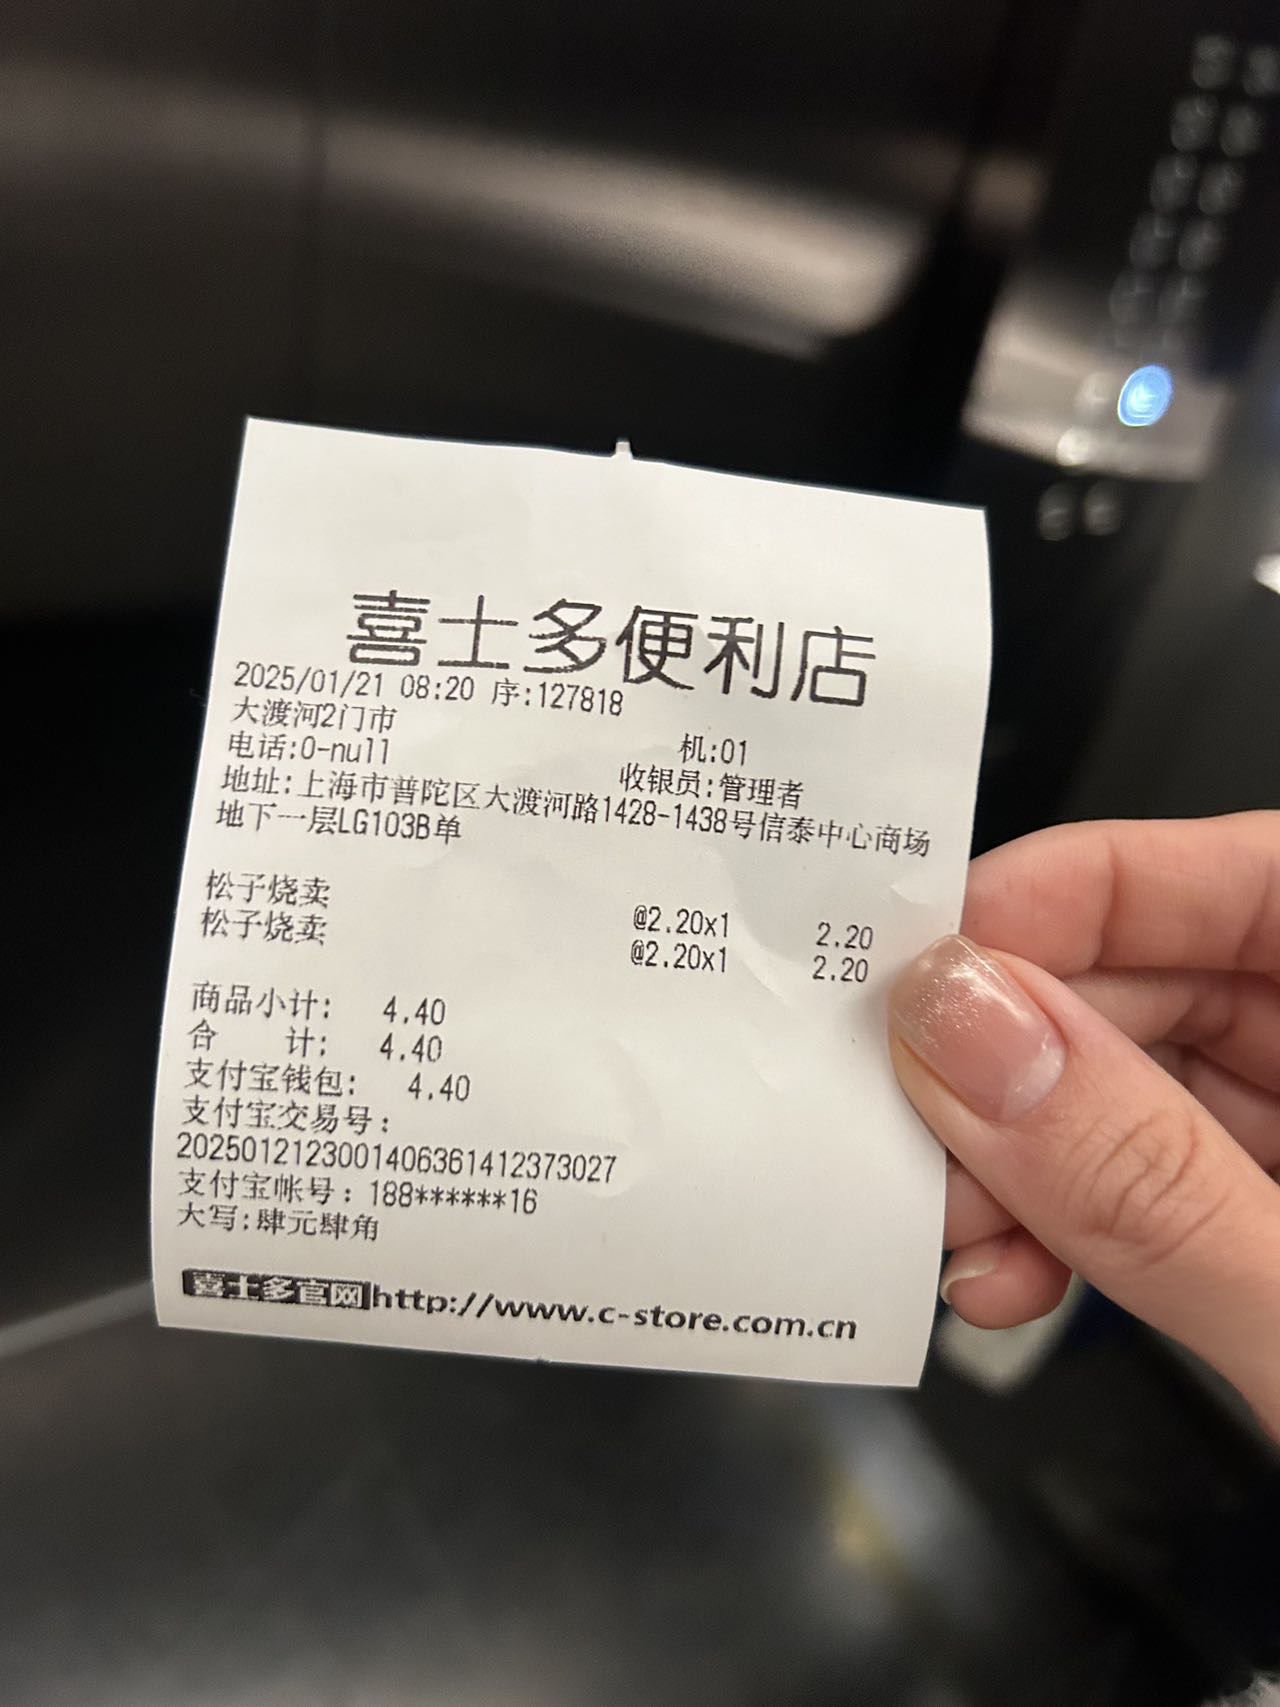 喜士多便利店
2025/01/21 08:20 序:127818
大渡河2门市 机:01
电话:0-null 收银员:管理者
地址:上海市普陀区大渡河路1428-1438号信泰中心商场
地下一层LG103B单
松子烧卖 @2.20x1 2.20
松子烧卖 @2.20x1 2.20
商品小计: 4.40
合 计: 4.40
支付宝钱包: 4.40
支付宝交易号:
2025012123001406361412373027
支付宝帐号:188******16
大写:肆元肆角
喜士多官网http://www.c-store.com.cn